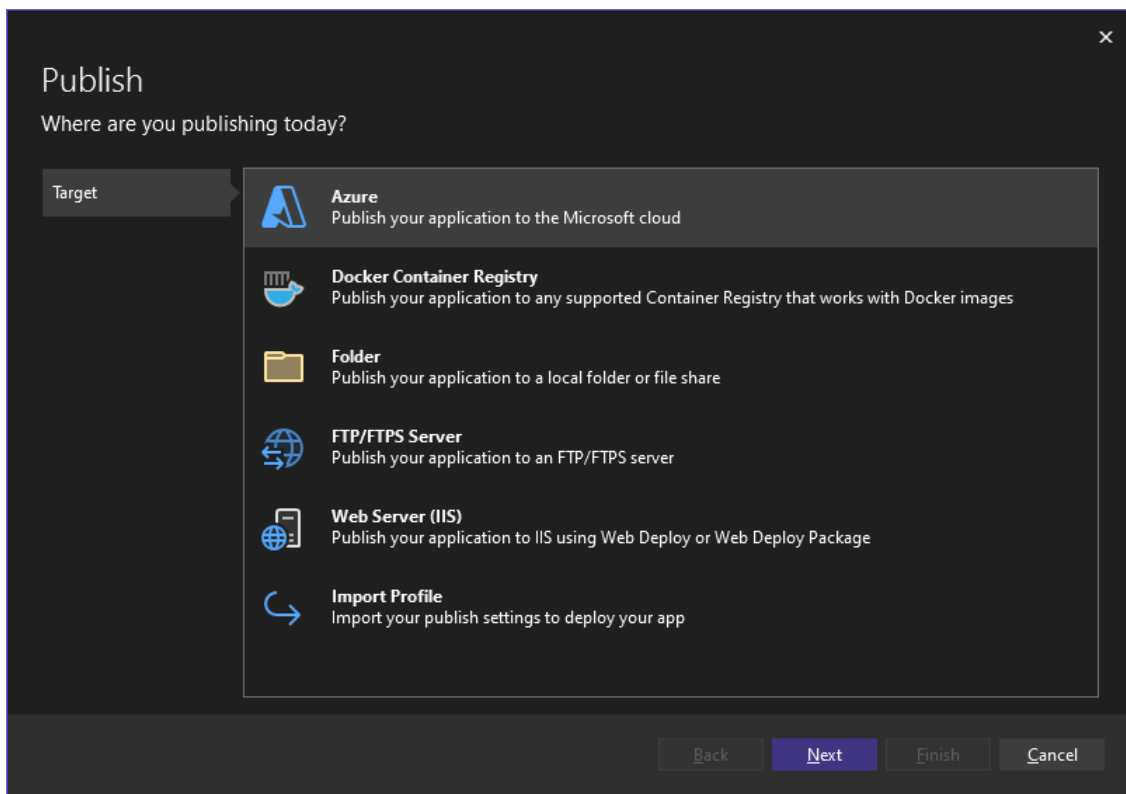 Publish
Where are you publishing today?
Target
Azure
Publish your application to the Microsoft cloud
Docker Container Registry
Publish your application to any supported Container Registry that works with Docker images
Folder
Publish your application to a local folder or file share
FTP/FTPS Server
Publish your application to an FTP/FTPS server
Web Server (IIS)
Publish your application to IIS using Web Deploy or Web Deploy Package
Import Profile
Import your publish settings to deploy your app
Back Next Finish Cancel